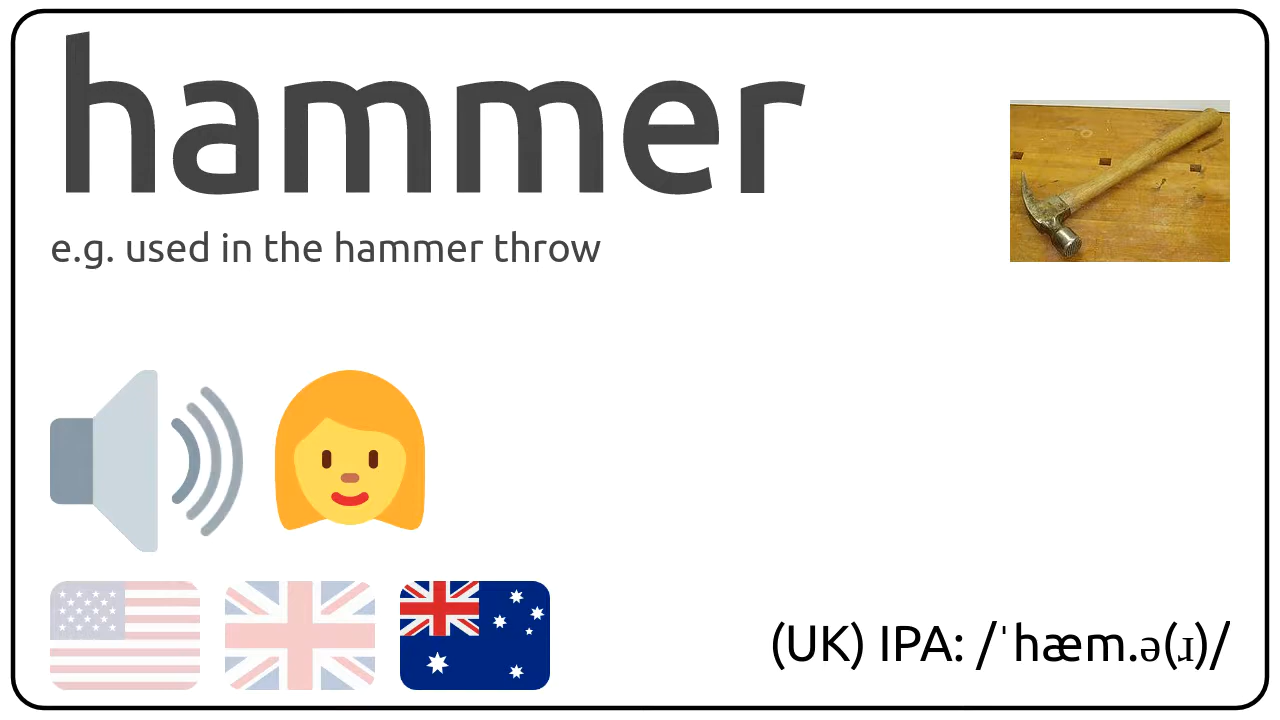 hammer
e.g. used in the hammer throw
(UK) IPA: /ˈhæm.ə(ɹ)/